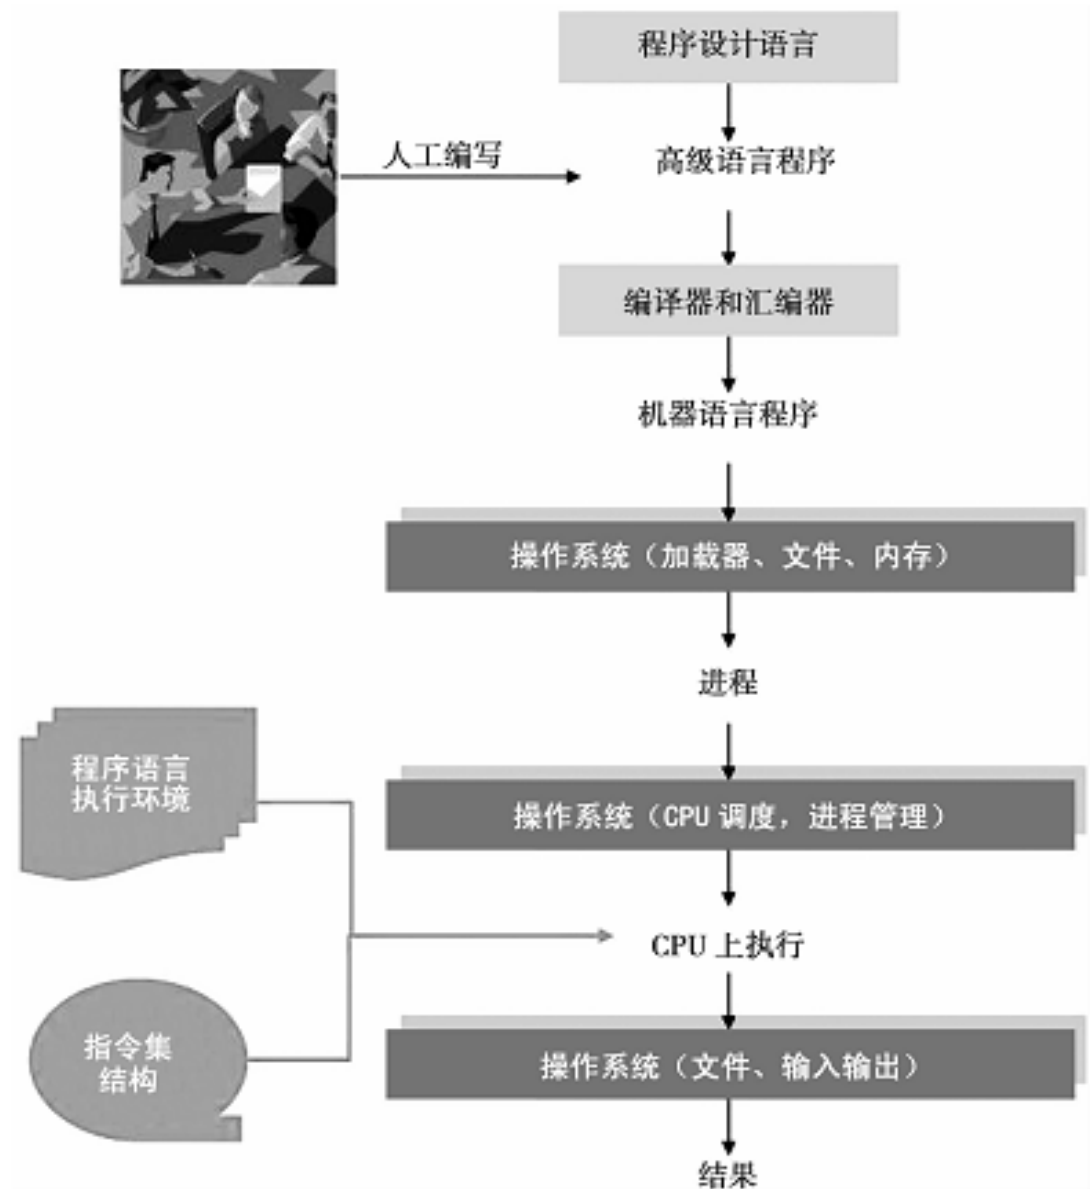 程序设计语言
人工编写
高级语言程序
编译器和汇编器
机器语言程序
操作系统（加载器、文件、内存）
进程
程序语言
执行环境
操作系统（CPU 调度，进程管理）
CPU 上执行
指令集
结构
操作系统（文件、输入输出）
结果